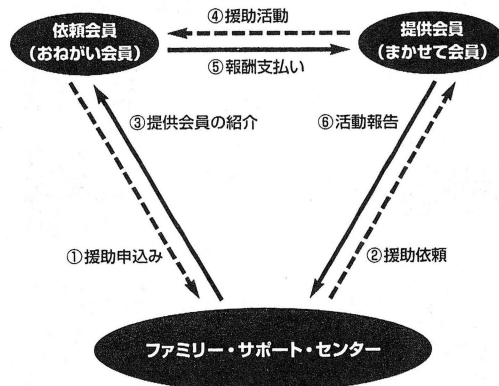 ④援助活動
依頼会員
(おねがい会員)
提供会員
(まかせて会員)
⑤報酬支払い
③提供会員の紹介
⑥活動報告
①援助申込み
②援助依頼
ファミリー・サポート・センター